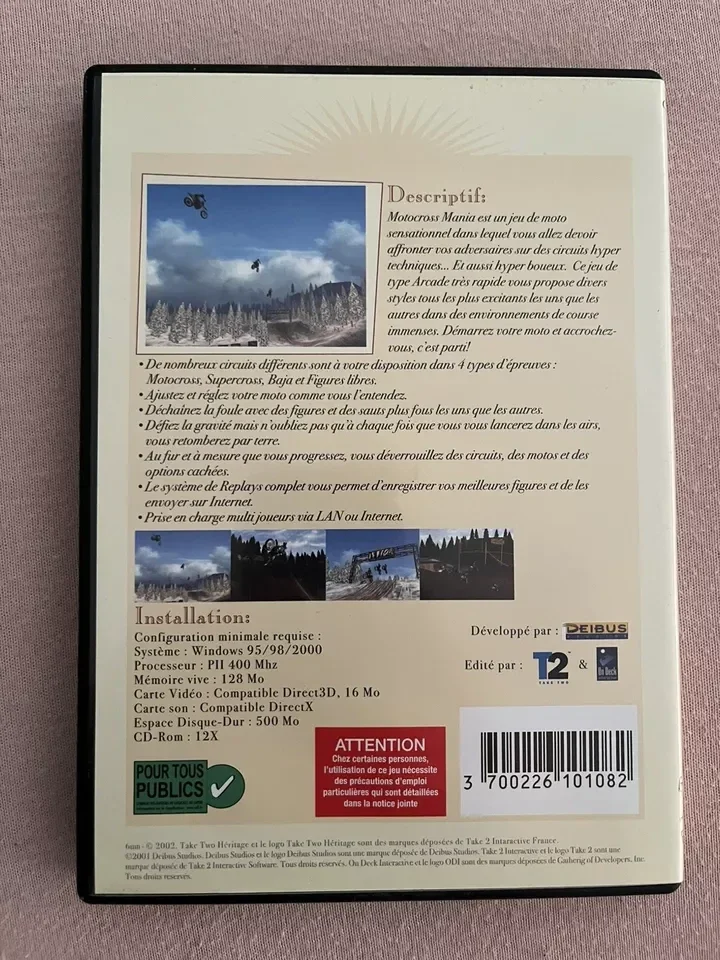 Descriptif:
Motocross Mania est un jeu de moto
sensationnel dans lequel vous allez devoir
affronter vos adversaires sur des circuits hyper
techniques... Et aussi hyper boueux. Ce jeu de
type Arcade très rapide vous propose divers
styles tous les plus excitants les uns que les
autres dans des environnements de course
immenses. Démarrez votre moto et accrochez-
vous, c'est parti!
• De nombreux circuits différents sont à votre disposition dans 4 types d'épreuves :
Motocross, Supercross, Baja et Figures libres.
• Ajustez et réglez votre moto comme vous l'entendez.
• Déchaînez la foule avec des figures et des sauts plus fous les uns que les autres.
• Défiez la gravité mais n'oubliez pas qu'à chaque fois que vous vous lancerez dans les airs,
vous retomberez par terre.
• Au fur et à mesure que vous progressez, vous déverrouillez des circuits, des motos et des
options cachées.
• Le système de Replays complet vous permet d'enregistrer vos meilleures figures et de les
envoyer sur Internet.
• Prise en charge multi joueurs via LAN ou Internet.
Installation:
Configuration minimale requise :
Système : Windows 95/98/2000
Processeur : PII 400 Mhz
Mémoire vive : 128 Mo
Carte Vidéo : Compatible Direct3D, 16 Mo
Carte son : Compatible DirectX
Espace Disque-Dur : 500 Mo
CD-Rom : 12X
Développé par : DEIBUS
STUDIOS
Edité par : T2 TAKE TWO & On Deck
POUR TOUS
PUBLICS
ATTENTION
Chez certaines personnes,
l'utilisation de ce jeu nécessite
des précautions d'emploi
particulières qui sont détaillées
dans la notice jointe
3 700226 101082
- © 2002. Take Two Héritage et le logo Take Two Héritage sont des marques déposées de Take 2 Interactive France.
©2001 Deibus Studios. Deibus Studios et le logo Deibus Studios sont une marque déposée de Deibus Studios. Take 2 Interactive et le logo Take 2 sont une
marque déposée de Take 2 Interactive Software. Tous droits réservés. On Deck Interactive et le logo ODI sont des marques déposées de Gathering of Developers, Inc.
Tous droits réservés.